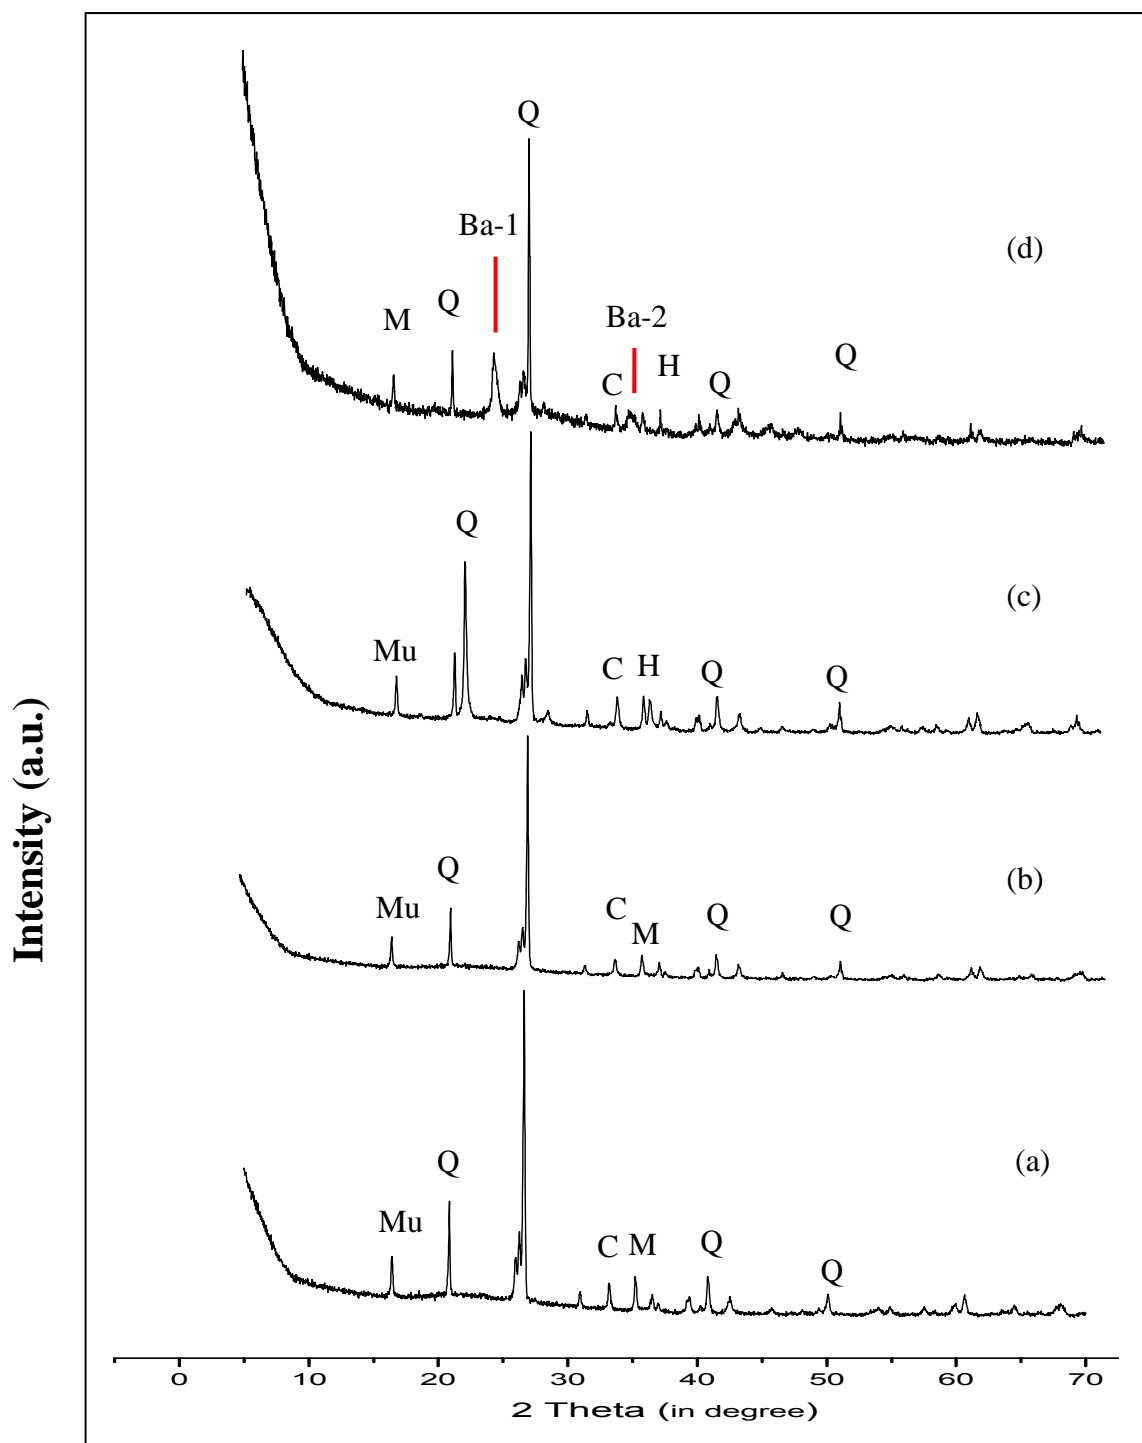 Q
Ba-1
(d)
Q
M
Ba-2
H
C
Q
Q
Q
(c)
Mu
C
H
Q
Q
Q
(b)
Mu
C
M
Q
Q
Q
(a)
Mu
C
M
Q
Q
Intensity (a.u.)
0 10 20 30 40 50 60 70
2 Theta (in degree)